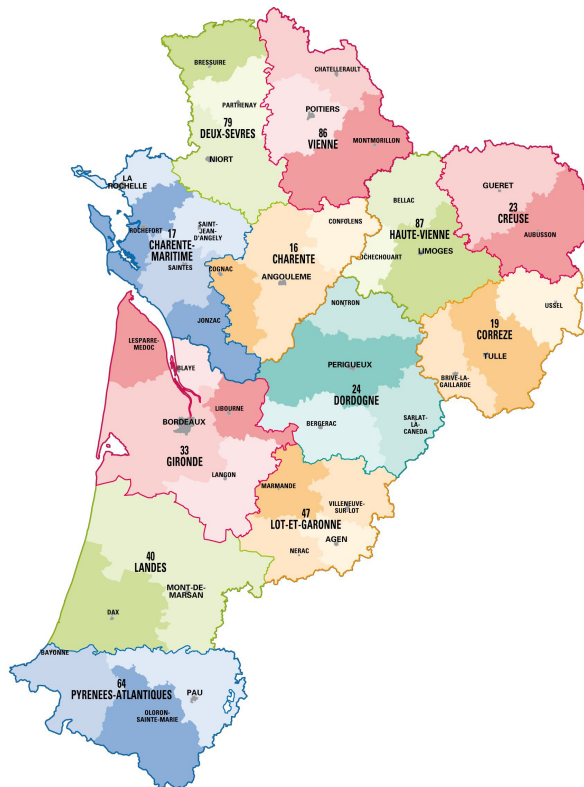 BRESSUIRE
CHATELLERAULT
PARTHENAY
POITIERS
79
DEUX-SEVRES
86
VIENNE
MONTMORILLON
NIORT
LA
ROCHELLE
GUERET
BELLAC
23
CREUSE
ROCHEFORT
SAINT-
JEAN-
D'ANGELY
CONFOLENS
87
HAUTE-VIENNE
AUBUSSON
17
CHARENTE-
MARITIME
SAINTES
16
CHARENTE
LIMOGES
OCHECHOUART
COGNAC
ANGOULEME
NONTRON
USSEL
JONZAC
19
CORREZE
LESPARRE-
MEDOC
TULLE
BLAYE
PERIGUEUX
BRIVE-LA-
GAILLARDE
24
DORDOGNE
LIBOURNE
BORDEAUX
BERGERAC
SARLAT-
LA-
CANEDA
33
GIRONDE
LANGON
MARMANDE
VILLENEUVE-
SUR-LOT
47
LOT-ET-GARONNE
AGEN
NERAC
40
LANDES
MONT-DE-
MARSAN
DAX
BAYONNE
64
PYRENEES-ATLANTIQUES
PAU
OLORON-
SAINTE-MARIE